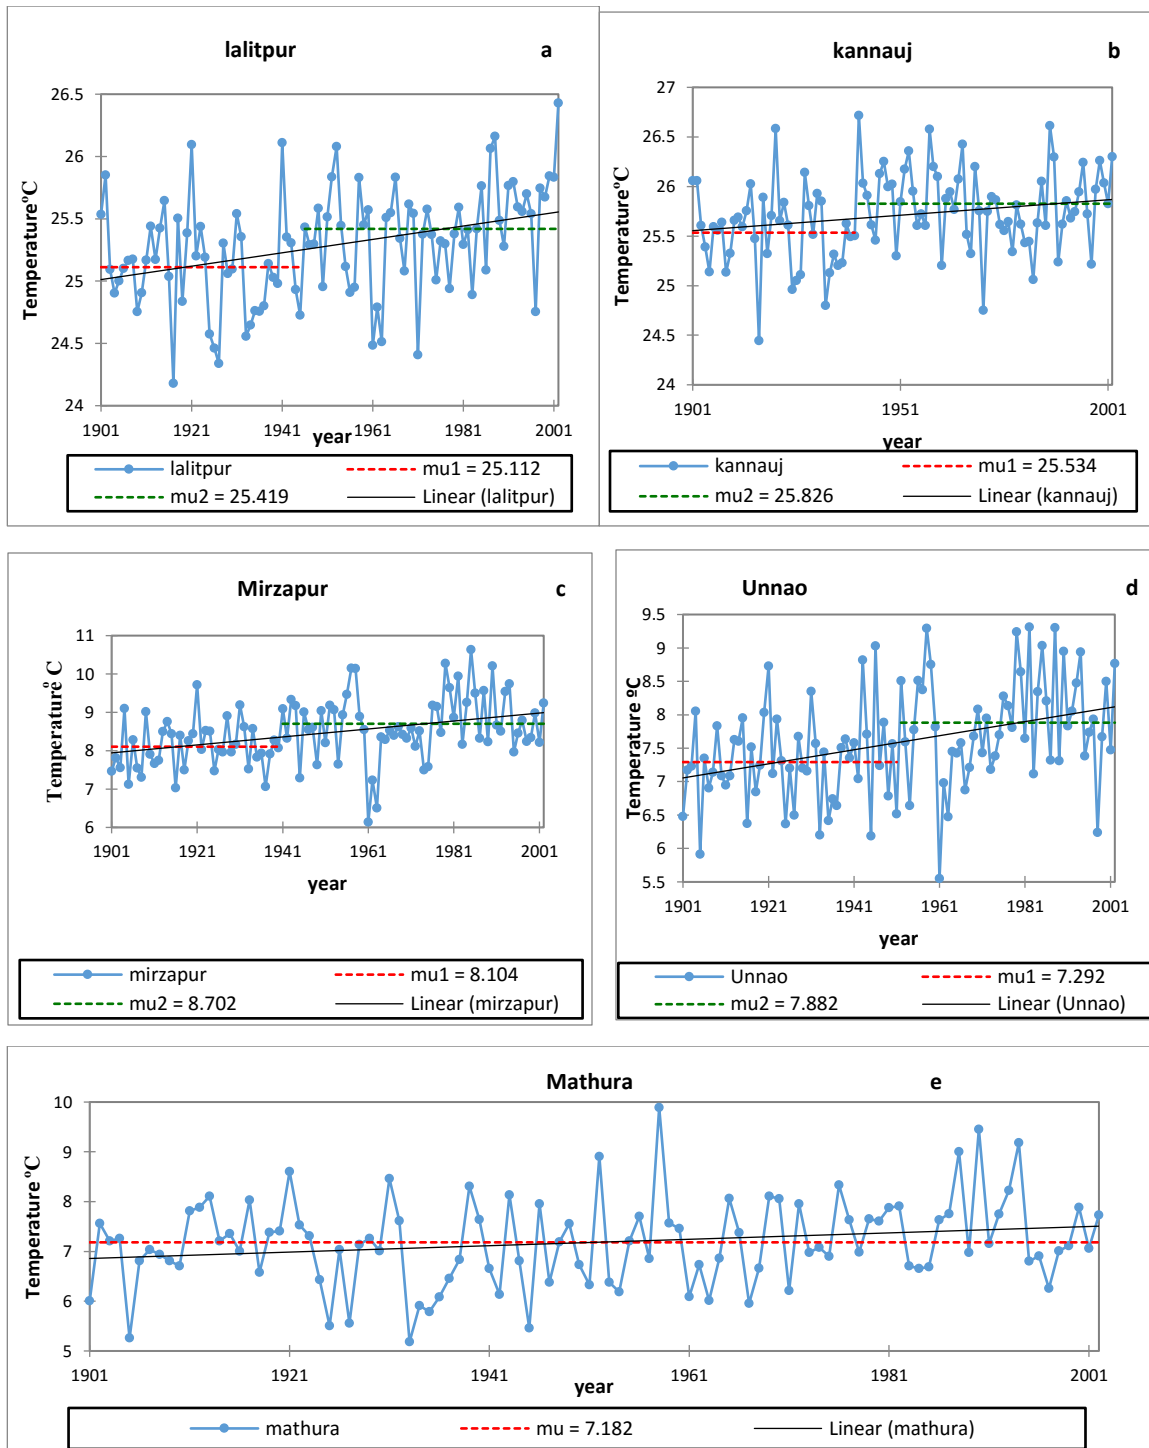 lalitpur a
Temperature°C
26.5
26
25.5
25
24.5
24
1901 1921 1941 1961 1981 2001
year
lalitpur mu1 = 25.112
mu2 = 25.419 Linear (lalitpur)
kannauj b
Temperature°C
27
26.5
26
25.5
25
24.5
24
1901 1951 2001
year
kannauj mu1 = 25.534
mu2 = 25.826 Linear (kannauj)
Mirzapur c
Temperature° C
11
10
9
8
7
6
1901 1921 1941 1961 1981 2001
year
mirzapur mu1 = 8.104
mu2 = 8.702 Linear (mirzapur)
Unnao d
Temperature ºC
9.5
9
8.5
8
7.5
7
6.5
6
5.5
1901 1921 1941 1961 1981 2001
year
Unnao mu1 = 7.292
mu2 = 7.882 Linear (Unnao)
Mathura e
Temperature °C
10
9
8
7
6
5
1901 1921 1941 1961 1981 2001
year
mathura mu = 7.182 Linear (mathura)